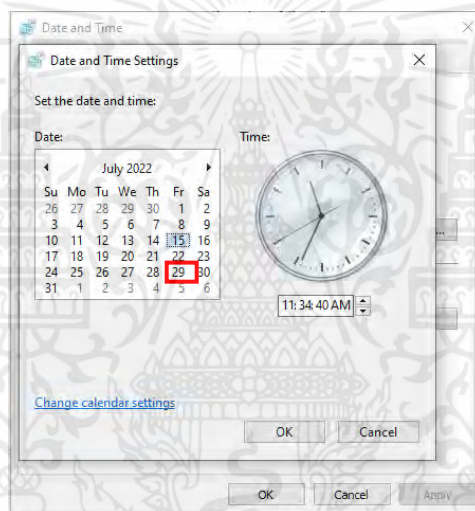 Date and Time
Date and Time Settings
Set the date and time:
Date:
Time:
July 2022
Su Mo Tu We Th Fr Sa
26 27 28 29 30 1 2
3 4 5 6 7 8 9
10 11 12 13 14 15 16
17 18 19 20 21 22 23
24 25 26 27 28 29 30
31 1 2 3 4 5 6
11:34:40 AM
Change calendar settings
OK Cancel
OK Cancel Apply